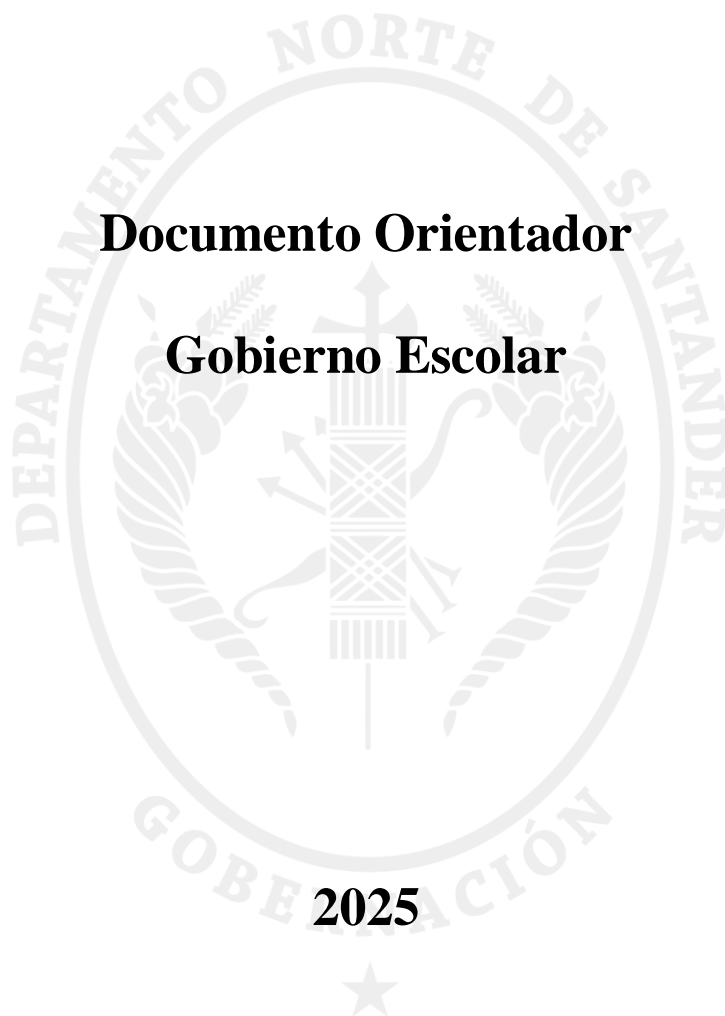 DEPARTAMENTO NORTE DE SANTANDER
Documento Orientador
Gobierno Escolar
GOBERNACIÓN
2025